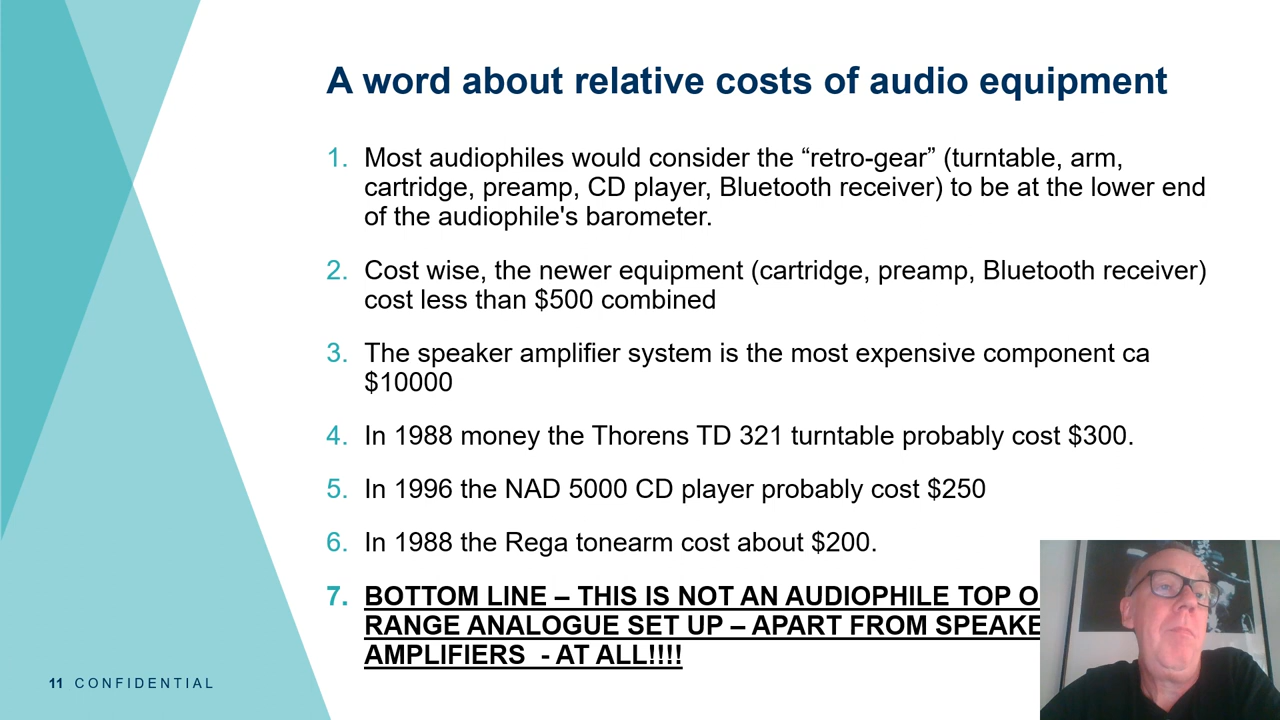 A word about relative costs of audio equipment
1. Most audiophiles would consider the “retro-gear” (turntable, arm,
cartridge, preamp, CD player, Bluetooth receiver) to be at the lower end
of the audiophile's barometer.
2. Cost wise, the newer equipment (cartridge, preamp, Bluetooth receiver)
cost less than $500 combined
3. The speaker amplifier system is the most expensive component ca
$10000
4. In 1988 money the Thorens TD 321 turntable probably cost $300.
5. In 1996 the NAD 5000 CD player probably cost $250
6. In 1988 the Rega tonearm cost about $200.
7. BOTTOM LINE – THIS IS NOT AN AUDIOPHILE TOP
RANGE ANALOGUE SET UP – APART FROM
AMPLIFIERS - AT ALL!!!!
11 CONFIDENTIAL